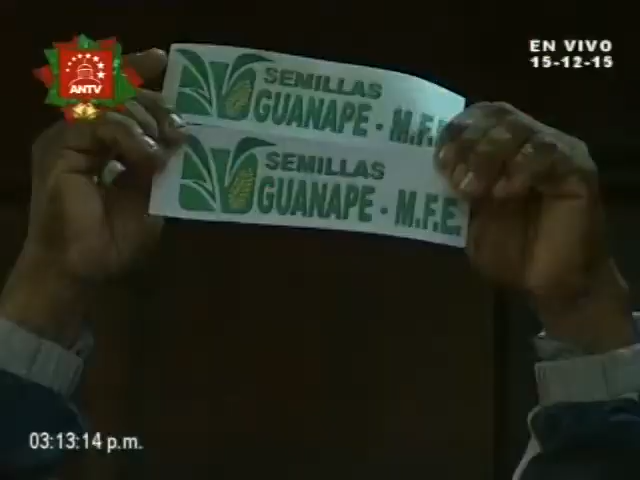 ANTV
EN VIVO
15-12-15
SEMILLAS
GUANAPE - M.F.
SEMILLAS
GUANAPE - M.F.E.
03:13:14 p.m.